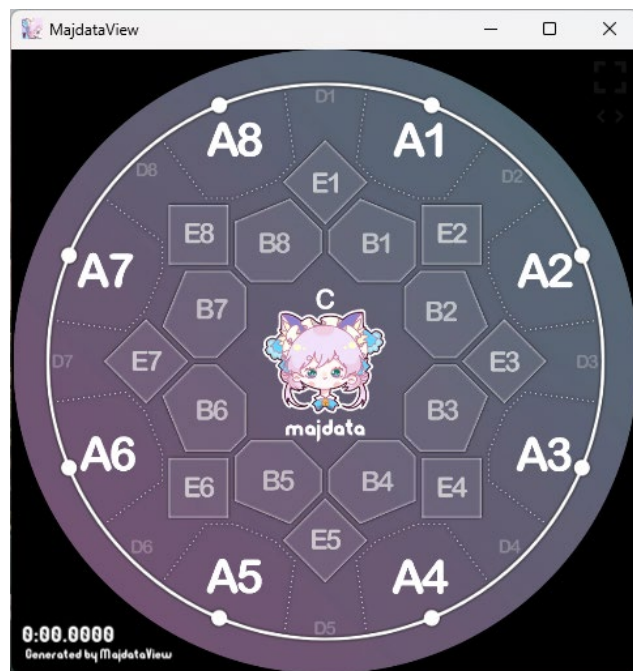 MajdataView
D1
A8 A1
D8 D2
E1
E8 B8 B1 E2
A7 A2
C
B7 B2
D7 E7 E3 D3
majdata
B6 B3
A6 A3
E6 B5 B4 E4
E5
D6 D4
A5 A4
D5
0:00.0000
Generated by MajdataView